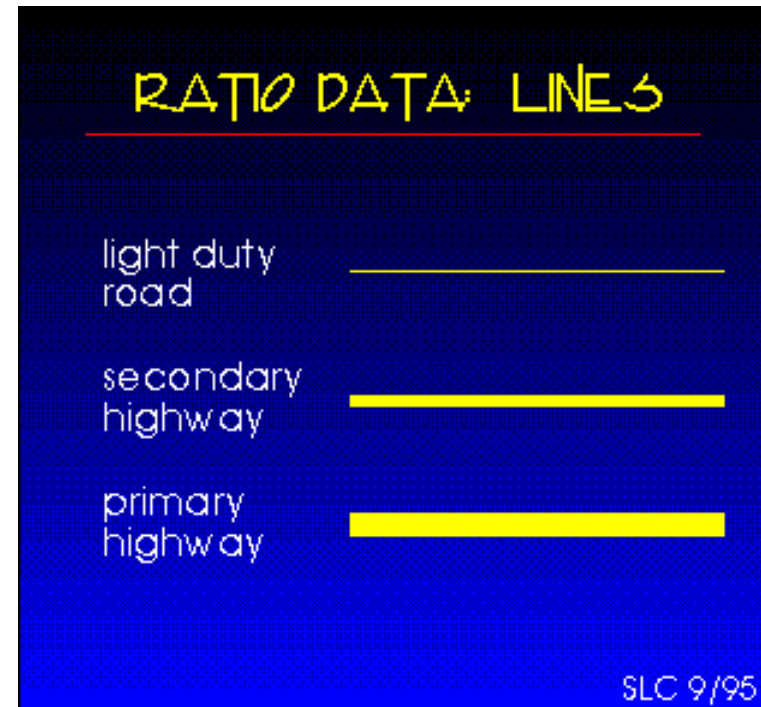 RATIO DATA: LINES
light duty
road
secondary
highway
primary
highway
SLC 9/95